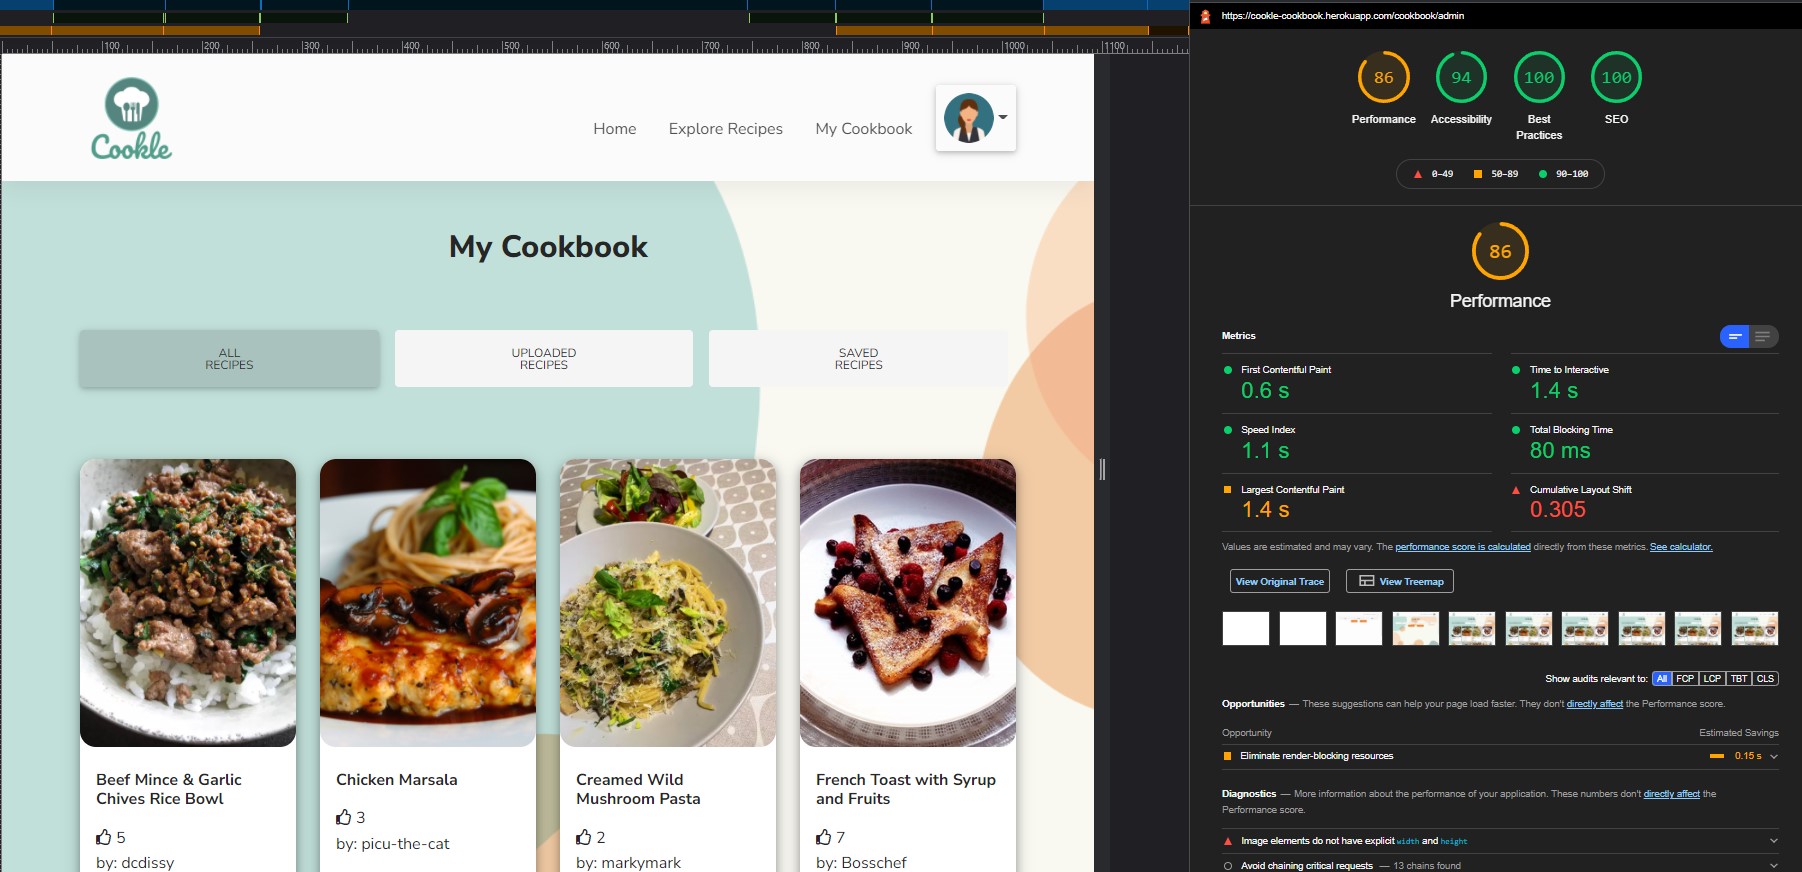 100 200 300 400 500 600 700 800 900 1000 1100
Cookle
Home Explore Recipes My Cookbook
My Cookbook
ALL
RECIPES
UPLOADED
RECIPES
SAVED
RECIPES
Beef Mince & Garlic
Chives Rice Bowl
5
by: dcdissy
Chicken Marsala
3
by: picu-the-cat
Creamed Wild
Mushroom Pasta
2
by: markymark
French Toast with Syrup
and Fruits
7
by: Bosschef
https://cookle-cookbook.herokuapp.com/cookbook/admin
86 94 100 100
Performance Accessibility Best
Practices SEO
0–49 50–89 90–100
86
Performance
Metrics
First Contentful Paint
0.6 s
Time to Interactive
1.4 s
Speed Index
1.1 s
Total Blocking Time
80 ms
Largest Contentful Paint
1.4 s
Cumulative Layout Shift
0.305
Values are estimated and may vary. The performance score is calculated directly from these metrics. See calculator.
View Original Trace View Treemap
Show audits relevant to: All FCP LCP TBT CLS
Opportunities — These suggestions can help your page load faster. They don't directly affect the Performance score.
Opportunity Estimated Savings
Eliminate render-blocking resources 0.15 s
Diagnostics — More information about the performance of your application. These numbers don't directly affect the
Performance score.
Image elements do not have explicit width and height
Avoid chaining critical requests — 13 chains found